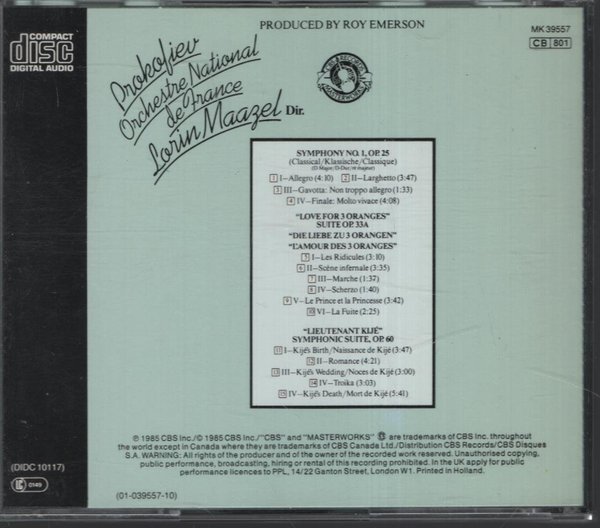 COMPACT
disc
DIGITAL AUDIO
PRODUCED BY ROY EMERSON
MK 39557
CB 801
CBS RECORDS
MASTERWORKS
Prokofiev
Orchestre National
de France
Lorin Maazel Dir.
SYMPHONY NO. 1, OP. 25
(Classical/Klassische/Classique)
(D Major/D-Dur/ré majeur)
1 I–Allegro (4:10) 2 II–Larghetto (3:47)
3 III–Gavotta: Non troppo allegro (1:33)
4 IV–Finale: Molto vivace (4:08)
"LOVE FOR 3 ORANGES"
SUITE OP. 33A
"DIE LIEBE ZU 3 ORANGEN"
"L'AMOUR DES 3 ORANGES"
5 I–Les Ridicules (3:10)
6 II–Scène infernale (3:35)
7 III–Marche (1:37)
8 IV–Scherzo (1:40)
9 V–Le Prince et la Princesse (3:42)
10 VI–La Fuite (2:25)
"LIEUTENANT KIJÉ"
SYMPHONIC SUITE, OP. 60
11 I–Kijé's Birth/Naissance de Kijé (3:47)
12 II–Romance (4:21)
13 III–Kijé's Wedding/Noces de Kijé (3:00)
14 IV–Troika (3:03)
15 IV–Kijé's Death/Mort de Kijé (5:41)
℗ 1985 CBS Inc./© 1985 CBS Inc./"CBS" and "MASTERWORKS" are trademarks of CBS Inc. throughout
the world except in Canada where they are trademarks of CBS Canada Ltd./Distribution CBS Records/CBS Disques
S.A. WARNING: All rights of the producer and of the owner of the recorded work reserved. Unauthorised copying,
public performance, broadcasting, hiring or rental of this recording prohibited. In the UK apply for public
performance licences to PPL, 14/22 Ganton Street, London W1. Printed in Holland.
(DIDC 10117)
LC 0149
(01-039557-10)